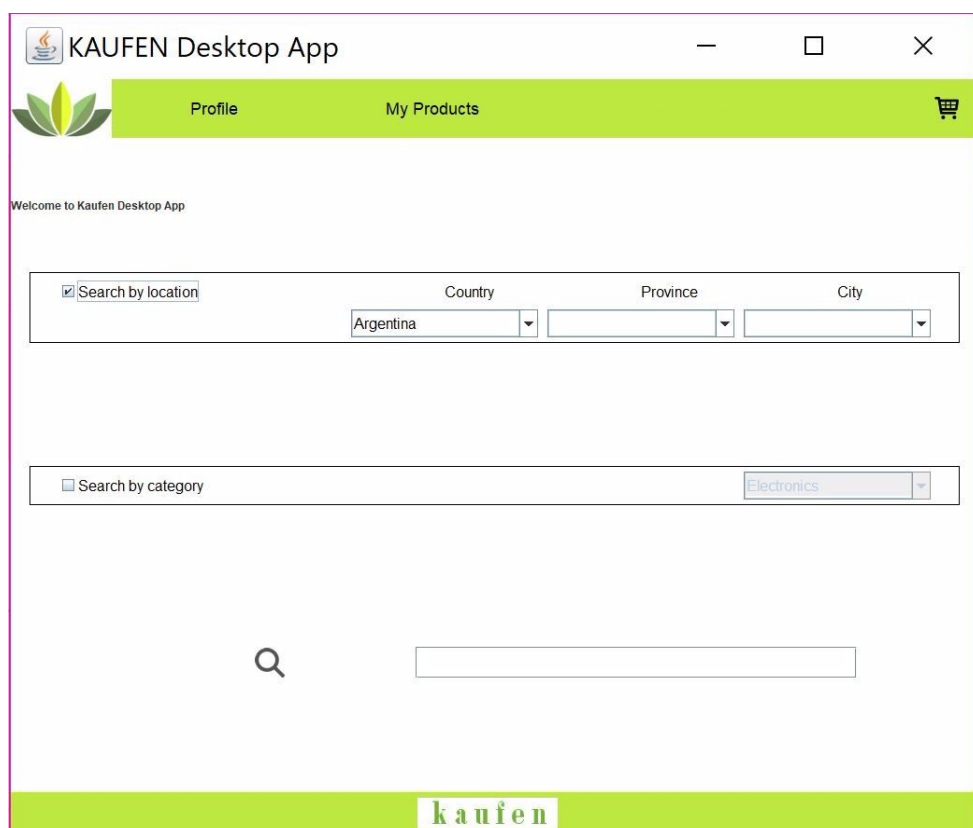 KAUFEN Desktop App
Profile My Products
Welcome to Kaufen Desktop App
Search by location Country Province City
Argentina
Search by category Electronics
kaufen